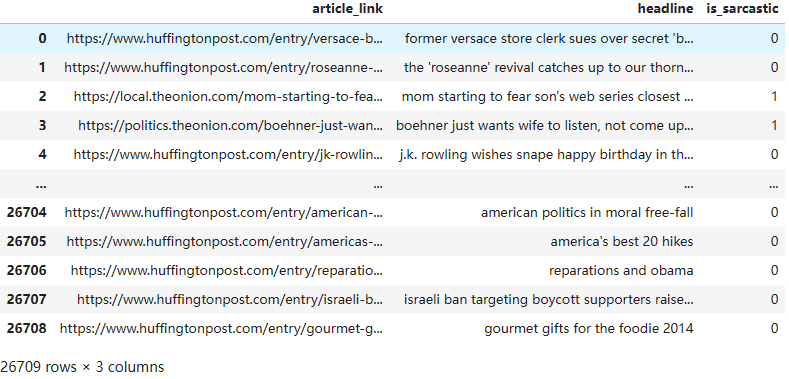 article_link headline is_sarcastic
0 https://www.huffingtonpost.com/entry/versace-b... former versace store clerk sues over secret 'b... 0
1 https://www.huffingtonpost.com/entry/roseanne-... the 'roseanne' revival catches up to our thorn... 0
2 https://local.theonion.com/mom-starting-to-fea... mom starting to fear son's web series closest ... 1
3 https://politics.theonion.com/boehner-just-wan... boehner just wants wife to listen, not come up... 1
4 https://www.huffingtonpost.com/entry/jk-rowlin... j.k. rowling wishes snape happy birthday in th... 0
... ... ... ...
26704 https://www.huffingtonpost.com/entry/american-... american politics in moral free-fall 0
26705 https://www.huffingtonpost.com/entry/americas-... america's best 20 hikes 0
26706 https://www.huffingtonpost.com/entry/reparatio... reparations and obama 0
26707 https://www.huffingtonpost.com/entry/israeli-b... israeli ban targeting boycott supporters raise... 0
26708 https://www.huffingtonpost.com/entry/gourmet-g... gourmet gifts for the foodie 2014 0
26709 rows × 3 columns